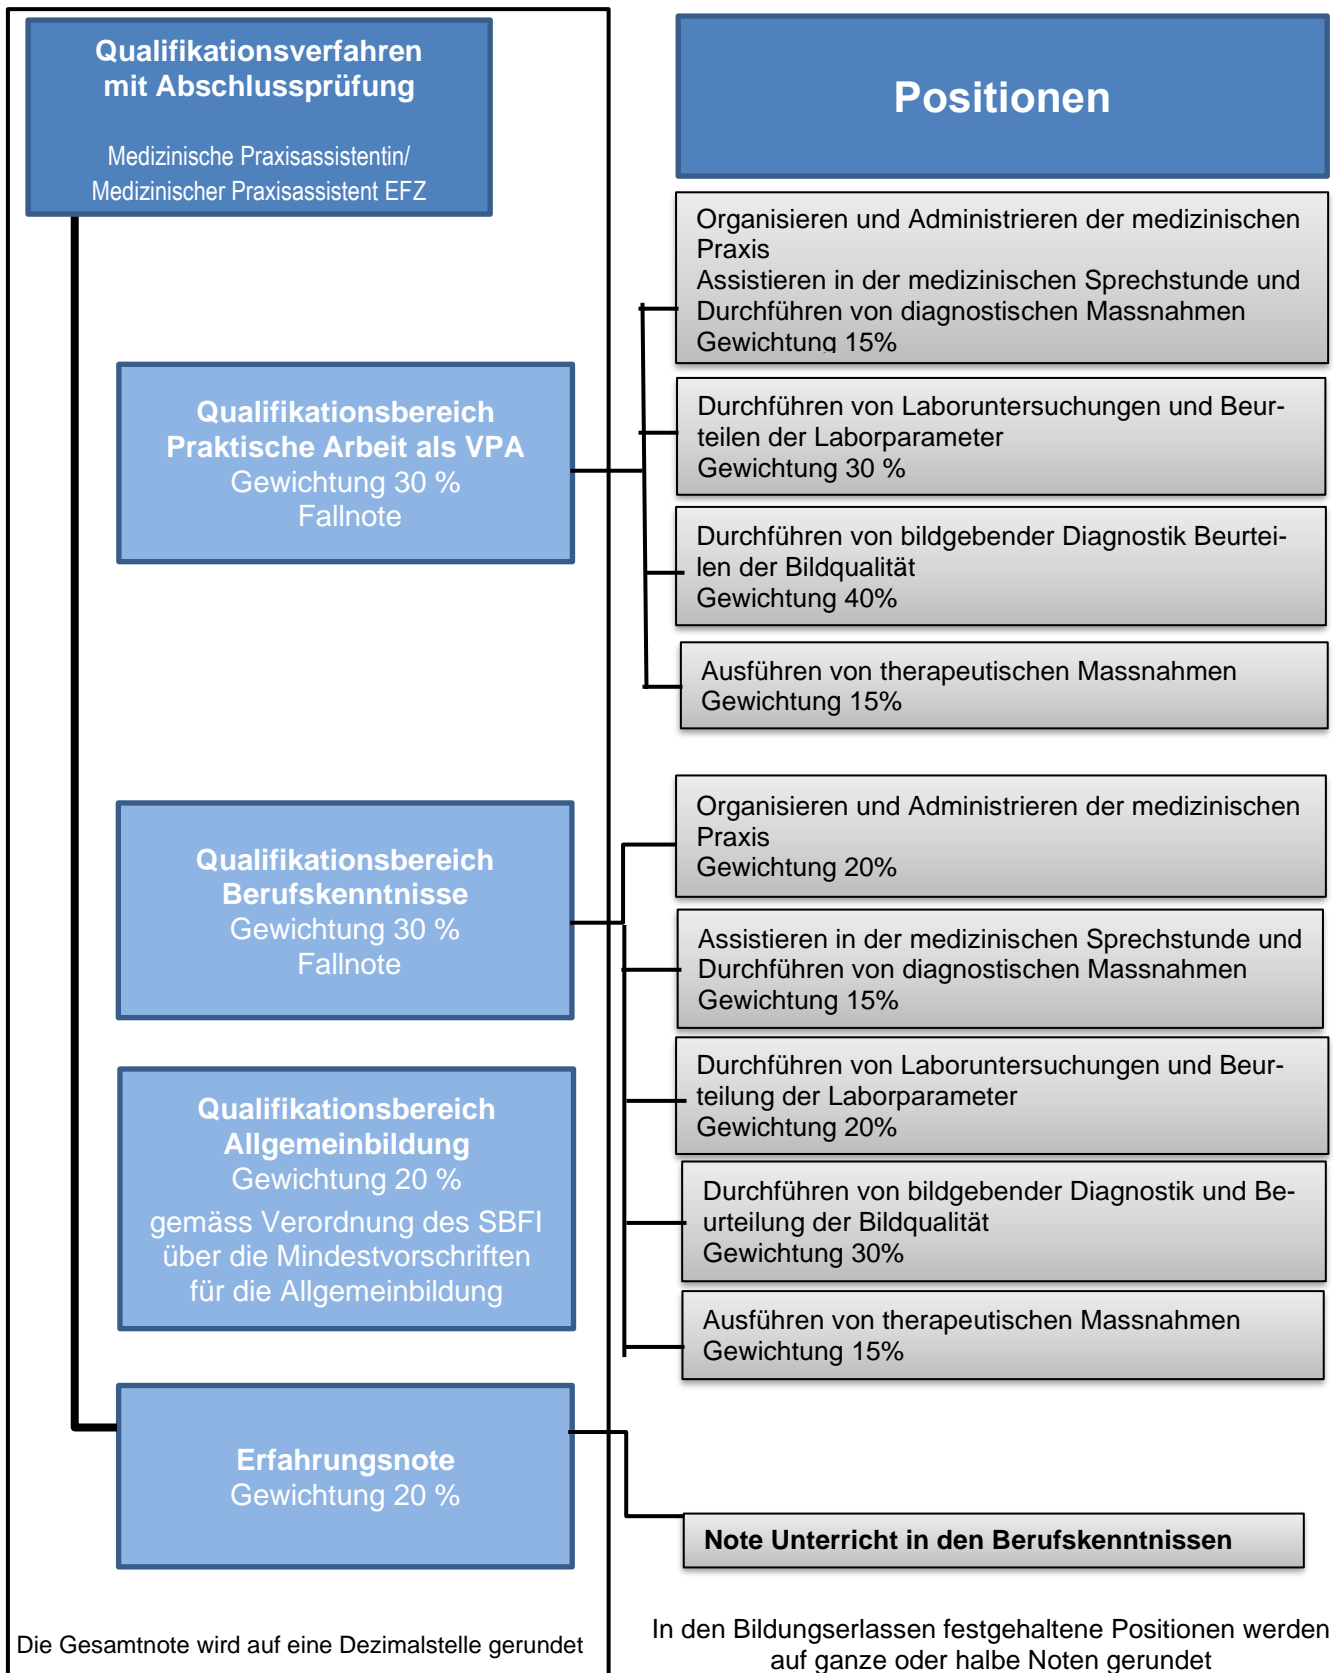 Qualifikationsverfahren
mit Abschlussprüfung
Medizinische Praxisassistentin/
Medizinischer Praxisassistent EFZ
Positionen
Organisieren und Administrieren der medizinischen
Praxis
Assistieren in der medizinischen Sprechstunde und
Durchführen von diagnostischen Massnahmen
Gewichtung 15%
Qualifikationsbereich
Praktische Arbeit als VPA
Gewichtung 30 %
Fallnote
Durchführen von Laboruntersuchungen und Beur-
teilen der Laborparameter
Gewichtung 30 %
Durchführen von bildgebender Diagnostik Beurtei-
len der Bildqualität
Gewichtung 40%
Ausführen von therapeutischen Massnahmen
Gewichtung 15%
Qualifikationsbereich
Berufskenntnisse
Gewichtung 30 %
Fallnote
Organisieren und Administrieren der medizinischen
Praxis
Gewichtung 20%
Assistieren in der medizinischen Sprechstunde und
Durchführen von diagnostischen Massnahmen
Gewichtung 15%
Durchführen von Laboruntersuchungen und Beur-
teilung der Laborparameter
Gewichtung 20%
Durchführen von bildgebender Diagnostik und Be-
urteilung der Bildqualität
Gewichtung 30%
Ausführen von therapeutischen Massnahmen
Gewichtung 15%
Qualifikationsbereich
Allgemeinbildung
Gewichtung 20 %
gemäss Verordnung des SBFI
über die Mindestvorschriften
für die Allgemeinbildung
Erfahrungsnote
Gewichtung 20 %
Note Unterricht in den Berufskenntnissen
Die Gesamtnote wird auf eine Dezimalstelle gerundet
In den Bildungserlassen festgehaltene Positionen werden
auf ganze oder halbe Noten gerundet